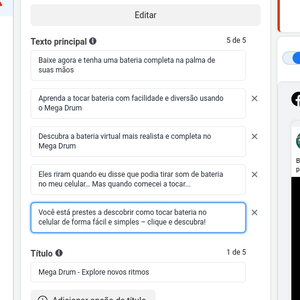 Editar
Texto principal
5 de 5
Baixe agora e tenha uma bateria completa na palma de
suas mãos
Aprenda a tocar bateria com facilidade e diversão usando
o Mega Drum
Descubra a bateria virtual mais realista e completa no
Mega Drum
Eles riram quando eu disse que podia tirar som de bateria
no meu celular... Mas quando comecei a tocar...
Você está prestes a descobrir como tocar bateria no
celular de forma fácil e simples – clique e descubra!
Título
1 de 5
Mega Drum - Explore novos ritmos
Adicionar opção de título